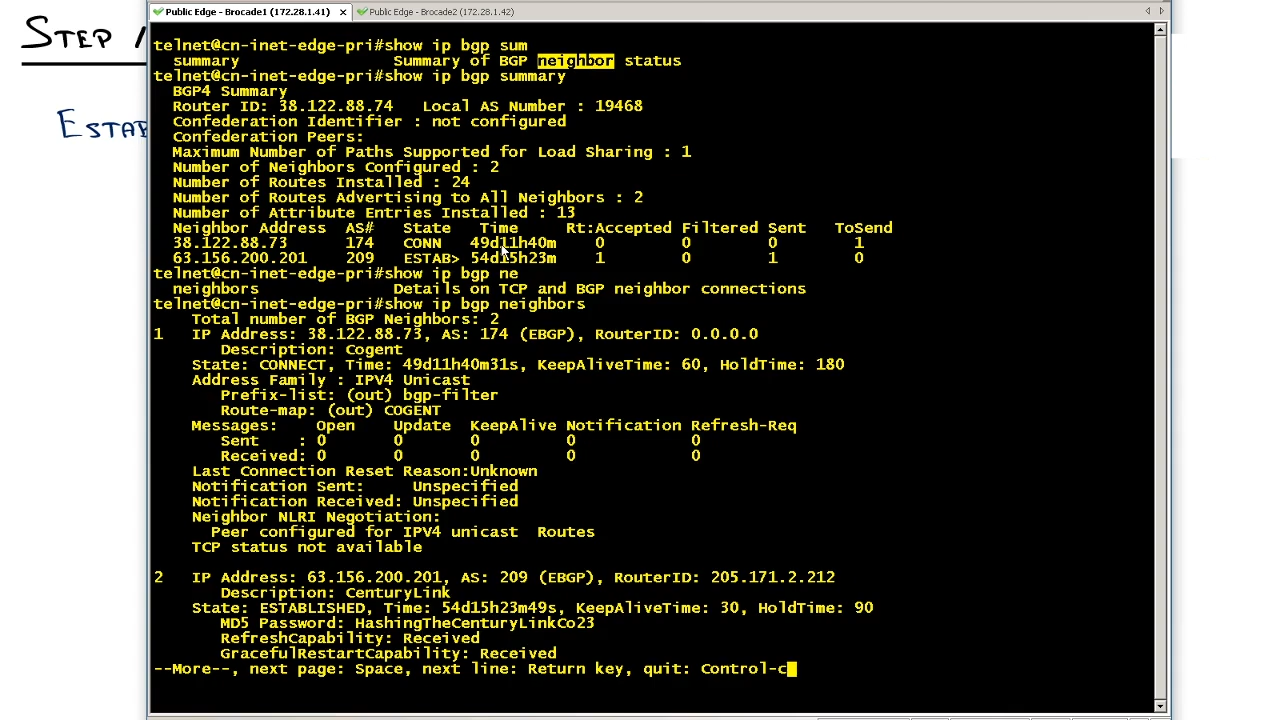 STEP 1
ESTAB
Public Edge - Brocade1 (172.28.1.41)
Public Edge - Brocade2 (172.28.1.42)
telnet@cn-inet-edge-pri#show ip bgp sum
summary Summary of BGP neighbor status
telnet@cn-inet-edge-pri#show ip bgp summary
BGP4 Summary
Router ID: 38.122.88.74 Local AS Number : 19468
Confederation Identifier : not configured
Confederation Peers:
Maximum Number of Paths Supported for Load Sharing : 1
Number of Neighbors Configured : 2
Number of Routes Installed : 24
Number of Routes Advertising to All Neighbors : 2
Number of Attribute Entries Installed : 13
Neighbor Address AS# State Time Rt:Accepted Filtered Sent ToSend
38.122.88.73 174 CONN 49d11h40m 0 0 0 1
63.156.200.201 209 ESTAB> 54d15h23m 1 0 1 0
telnet@cn-inet-edge-pri#show ip bgp ne
neighbors Details on TCP and BGP neighbor connections
telnet@cn-inet-edge-pri#show ip bgp neighbors
Total number of BGP Neighbors: 2
1 IP Address: 38.122.88.73, AS: 174 (EBGP), RouterID: 0.0.0.0
Description: Cogent
State: CONNECT, Time: 49d11h40m31s, KeepAliveTime: 60, HoldTime: 180
Address Family : IPV4 Unicast
Prefix-list: (out) bgp-filter
Route-map: (out) COGENT
Messages: Open Update KeepAlive Notification Refresh-Req
Sent : 0 0 0 0 0
Received: 0 0 0 0 0
Last Connection Reset Reason:Unknown
Notification Sent: Unspecified
Notification Received: Unspecified
Neighbor NLRI Negotiation:
Peer configured for IPV4 unicast Routes
TCP status not available
2 IP Address: 63.156.200.201, AS: 209 (EBGP), RouterID: 205.171.2.212
Description: CenturyLink
State: ESTABLISHED, Time: 54d15h23m49s, KeepAliveTime: 30, HoldTime: 90
MD5 Password: HashingTheCenturyLinkCo23
RefreshCapability: Received
GracefulRestartCapability: Received
--More--, next page: Space, next line: Return key, quit: Control-c